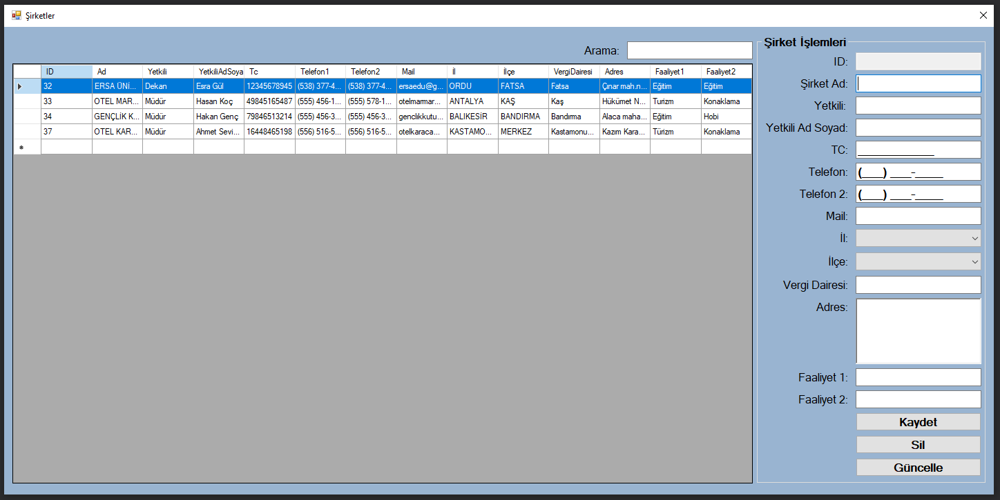 Şirketler
Arama:
ID Ad Yetkili YetkiliAdSoya Tc Telefon1 Telefon2 Mail İl İlçe VergiDairesi Adres Faaliyet1 Faaliyet2
32 ERSA ÜNİ... Dekan Esra Gül 12345678945 (538) 377-4... (538) 377-4... ersaedu@g... ORDU FATSA Fatsa Çınar mah.n... Eğitim Eğitim
33 OTEL MAR... Müdür Hasan Koç 49845165487 (555) 456-1... (555) 578-1... otelmarmar... ANTALYA KAŞ Kaş Hükümet N... Turizm Konaklama
34 GENÇLİK K... Müdür Hakan Genç 79846513214 (555) 456-3... (555) 456-3... genclikkutu... BALIKESİR BANDIRMA Bandırma Alaca maha... Eğitim Hobi
37 OTEL KAR... Müdür Ahmet Sevi... 16448465198 (556) 516-5... (556) 516-5... otelkaraca... KASTAMO... MERKEZ Kastamonu... Kazım Kara... Türizm Konaklama
Şirket İşlemleri
ID:
Şirket Ad:
Yetkili:
Yetkili Ad Soyad:
TC: ___________
Telefon: (___) ___-____
Telefon 2: (___) ___-____
Mail:
İl:
İlçe:
Vergi Dairesi:
Adres:
Faaliyet 1:
Faaliyet 2:
Kaydet
Sil
Güncelle